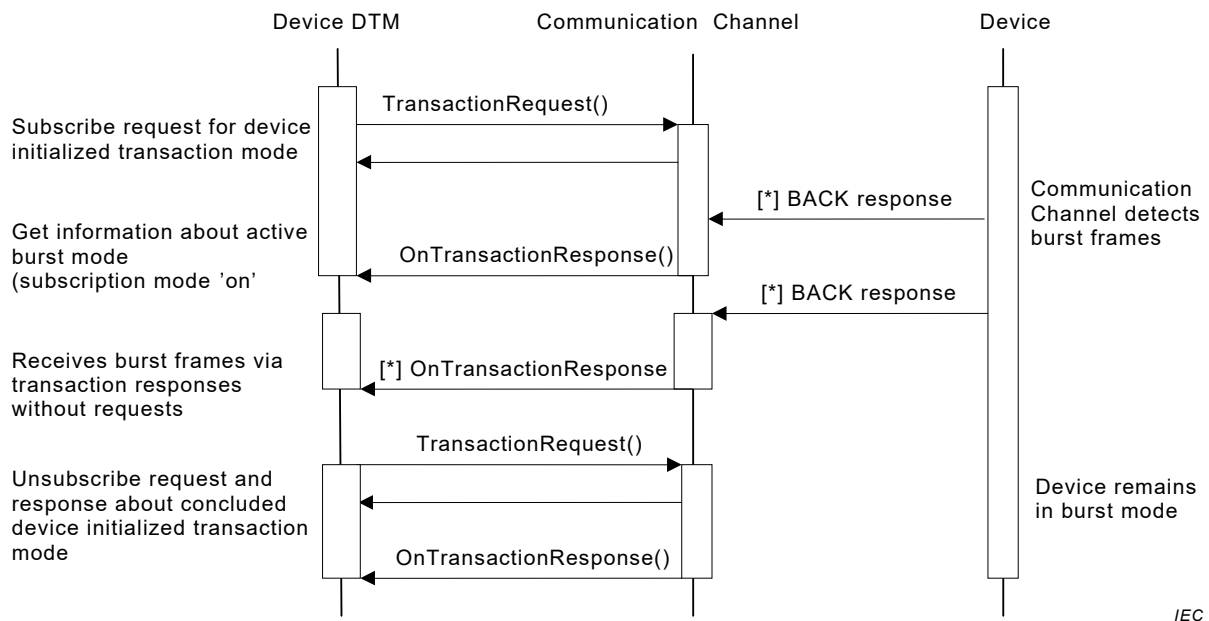 Device DTM
Communication Channel
Device
TransactionRequest()
Subscribe request for device
initialized transaction mode
[*] BACK response
Communication
Channel detects
burst frames
Get information about active
burst mode
(subscription mode ’on‘
OnTransactionResponse()
[*] BACK response
Receives burst frames via
transaction responses
without requests
[*] OnTransactionResponse
TransactionRequest()
Unsubscribe request and
response about concluded
device initialized transaction
mode
Device remains
in burst mode
OnTransactionResponse()
IEC